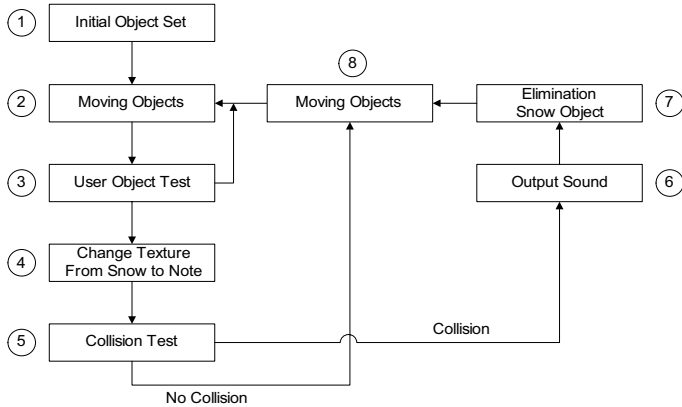 1
Initial Object Set
2
Moving Objects
8
Moving Objects
Elimination
Snow Object
7
3
User Object Test
Output Sound
6
4
Change Texture
From Snow to Note
5
Collision Test
Collision
No Collision